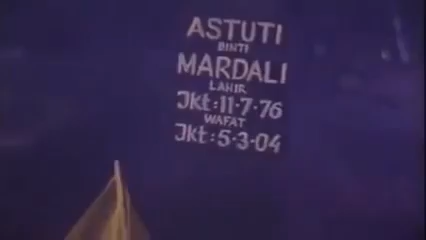 ASTUTI
BINTI
MARDALI
LAHIR
Jkt:11-7-76
WAFAT
Jkt:5-3-04